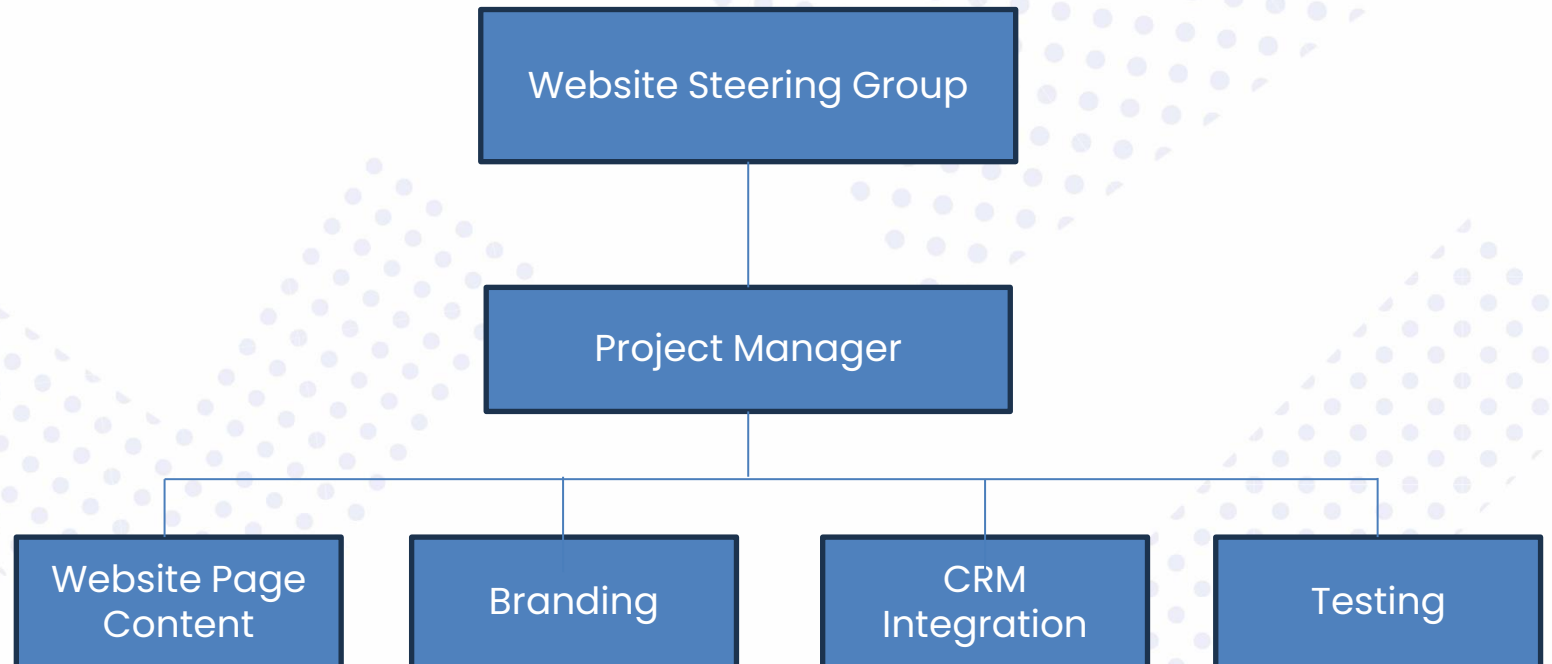 Website Steering Group
Project Manager
Website Page
Content
Branding
CRM
Integration
Testing